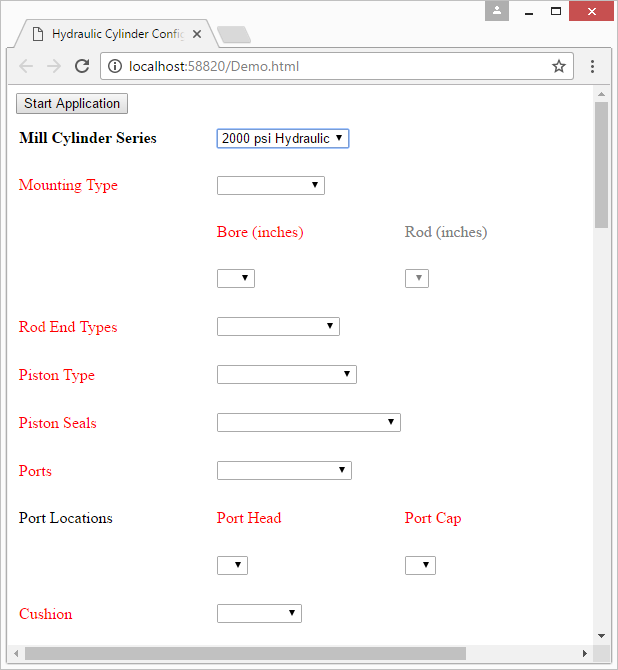 Hydraulic Cylinder Config
localhost:58820/Demo.html
Start Application
Mill Cylinder Series 2000 psi Hydraulic
Mounting Type
Bore (inches) Rod (inches)
Rod End Types
Piston Type
Piston Seals
Ports
Port Locations Port Head Port Cap
Cushion